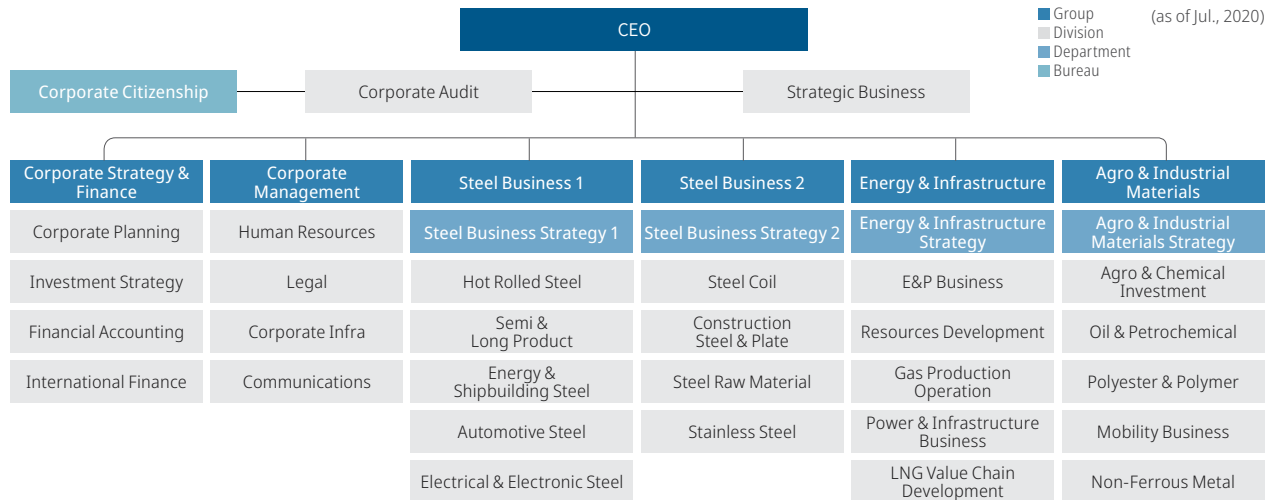 CEO
Group
(as of Jul., 2020)
Division
Department
Bureau
Corporate Citizenship
Corporate Audit
Strategic Business
Corporate Strategy &
Finance
Corporate
Management
Steel Business 1
Steel Business 2
Energy & Infrastructure
Agro & Industrial
Materials
Corporate Planning
Human Resources
Steel Business Strategy 1
Steel Business Strategy 2
Energy & Infrastructure
Strategy
Agro & Industrial
Materials Strategy
Investment Strategy
Legal
Hot Rolled Steel
Steel Coil
E&P Business
Agro & Chemical
Investment
Financial Accounting
Corporate Infra
Semi &
Long Product
Construction
Steel & Plate
Resources Development
Oil & Petrochemical
International Finance
Communications
Energy &
Shipbuilding Steel
Steel Raw Material
Gas Production
Operation
Polyester & Polymer
Automotive Steel
Stainless Steel
Power & Infrastructure
Business
Mobility Business
Electrical & Electronic Steel
LNG Value Chain
Development
Non-Ferrous Metal